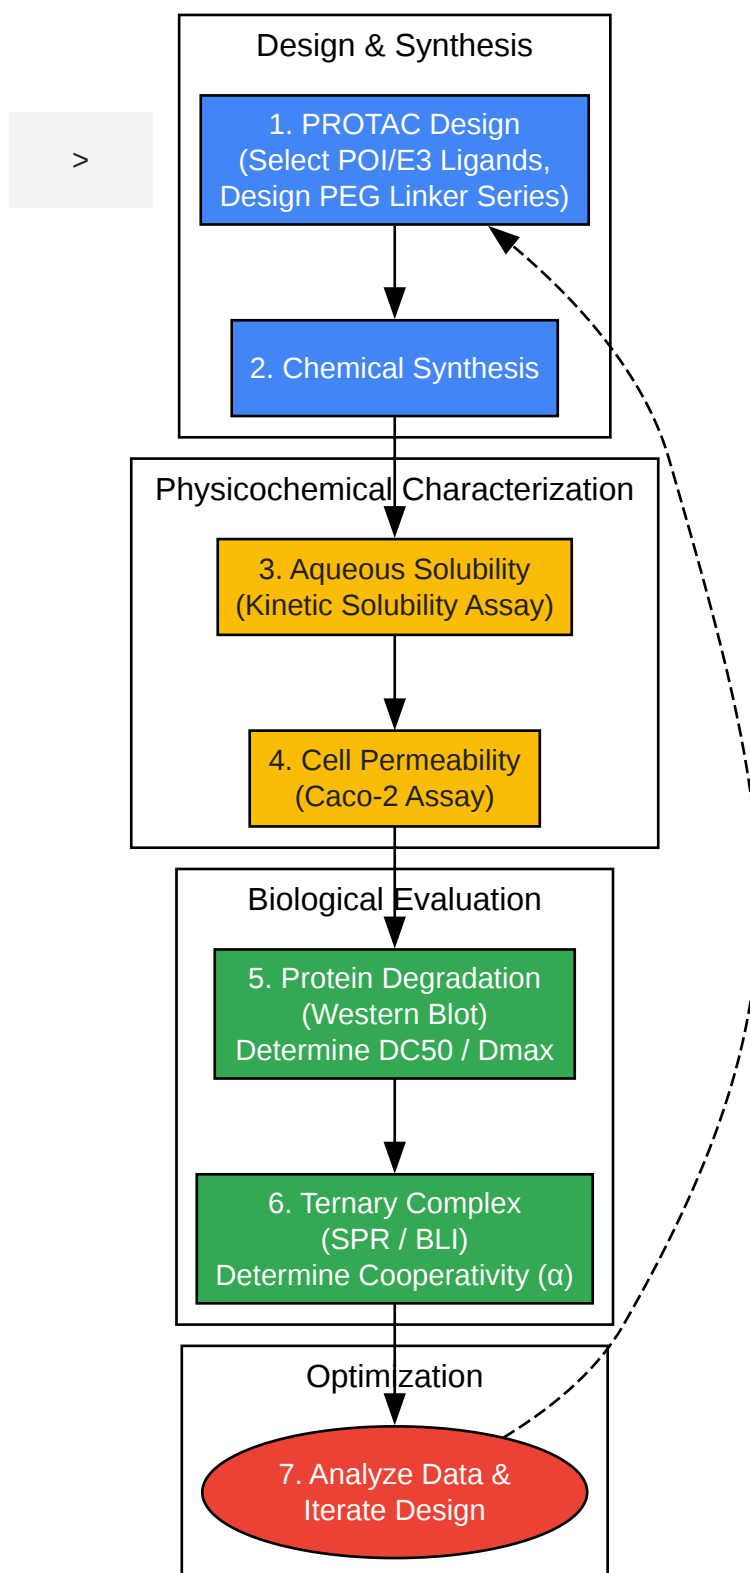 Design & Synthesis
1. PROTAC Design
(Select POI/E3 Ligands,
Design PEG Linker Series)
>
2. Chemical Synthesis
Physicochemical Characterization
3. Aqueous Solubility
(Kinetic Solubility Assay)
4. Cell Permeability
(Caco-2 Assay)
Biological Evaluation
5. Protein Degradation
(Western Blot)
Determine DC50 / Dmax
6. Ternary Complex
(SPR / BLI)
Determine Cooperativity (α)
Optimization
7. Analyze Data &
Iterate Design